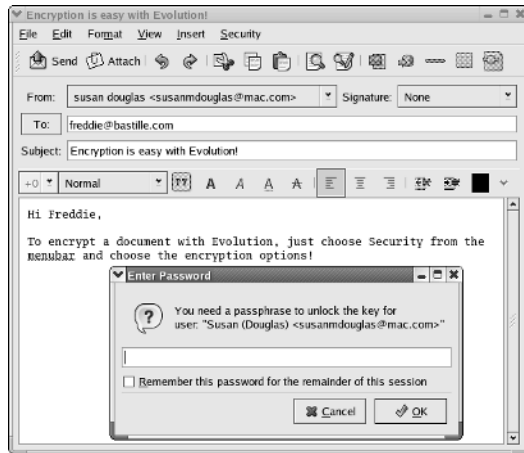 Encryption is easy with Evolution!
File Edit Format View Insert Security
Send Attach
From: susan douglas <susanmdouglas@mac.com> Signature: None
To: freddie@bastille.com
Subject: Encryption is easy with Evolution!
+0 Normal TT A A A A
Hi Freddie,
To encrypt a document with Evolution, just choose Security from the
menubar and choose the encryption options!
Enter Password
You need a passphrase to unlock the key for
user: "Susan (Douglas) <susanmdouglas@mac.com>"
Remember this password for the remainder of this session
Cancel OK